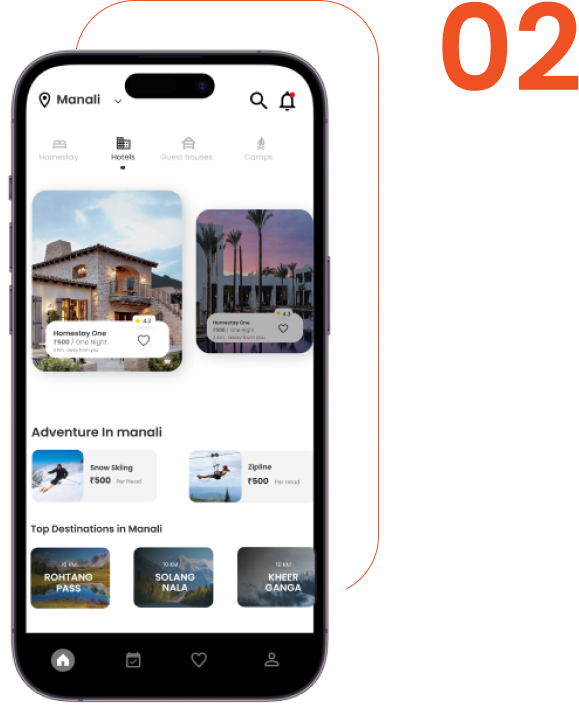 02
Manali
Homestay
Hotels
Guest houses
Camps
4.3
Homestay One
₹500 / One Night
3 km. away from you
4.3
Homestay One
₹500 / One Night
3 km. away from you
Adventure In manali
Snow Skiing
₹500 Per Head
Zipline
₹500 Per Head
Top Destinations in Manali
10 KM
ROHTANG
PASS
10 KM
SOLANG
NALA
10 KM
KHEER
GANGA